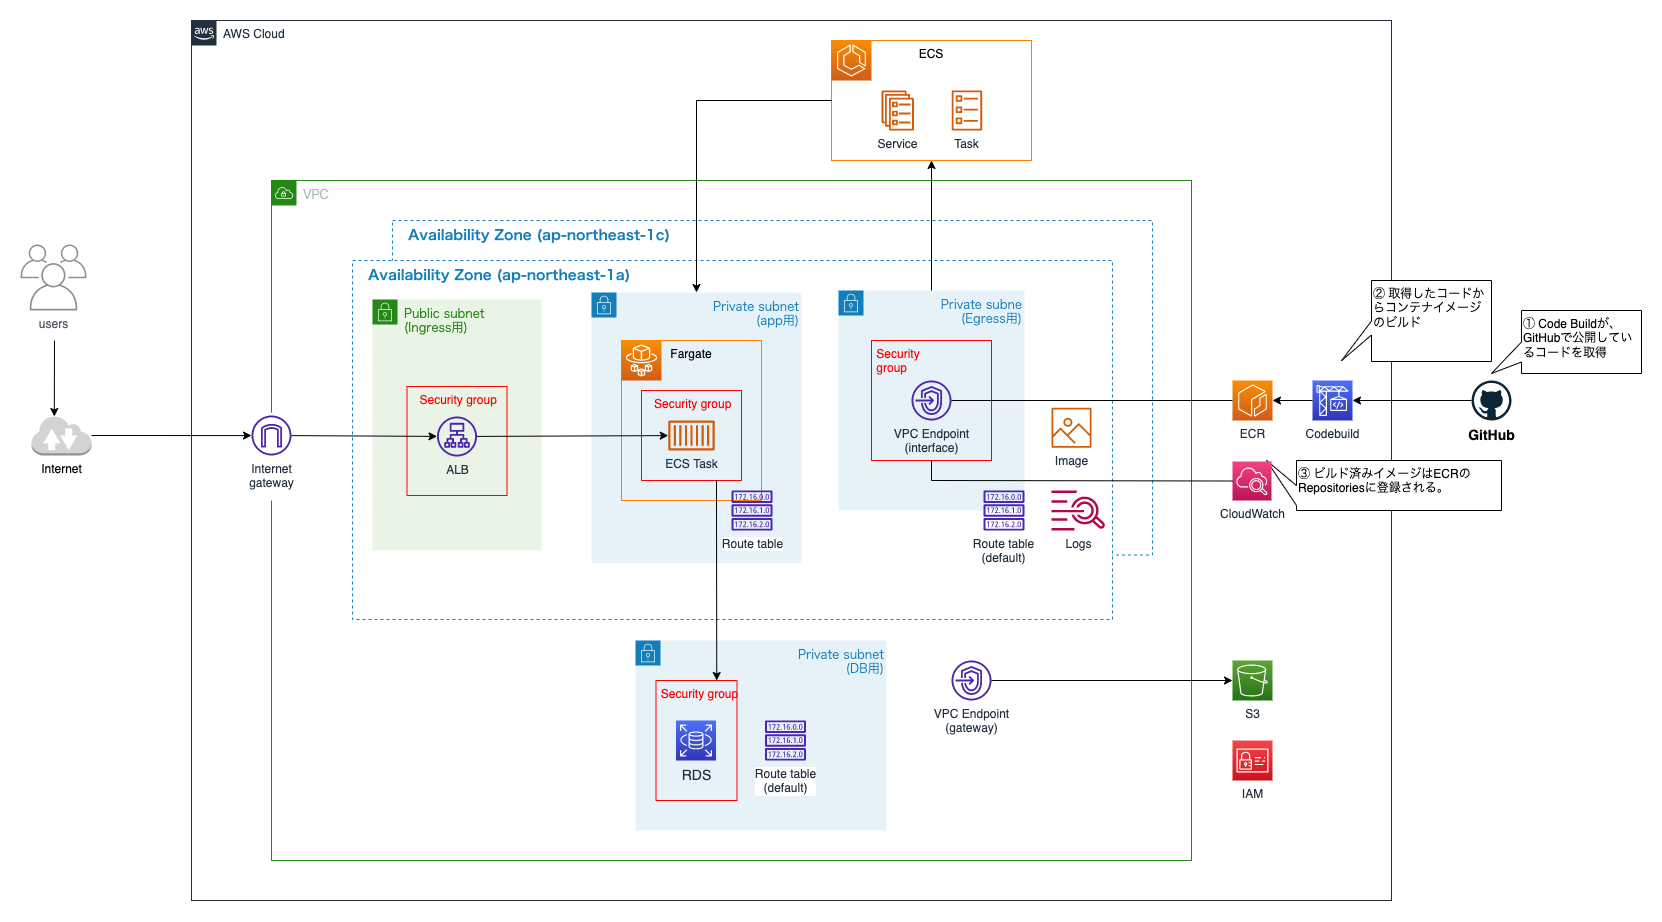 aws
AWS Cloud
ECS
Service
Task
VPC
Availability Zone (ap-northeast-1c)
Availability Zone (ap-northeast-1a)
users
Internet
Internet
gateway
Public subnet
(Ingress用)
Security group
ALB
Private subnet
(app用)
Fargate
Security group
ECS Task
172.16.0.0
172.16.1.0
172.16.2.0
Route table
Private subne
(Egress用)
Security
group
VPC Endpoint
(interface)
172.16.0.0
172.16.1.0
172.16.2.0
Route table
(default)
Image
Logs
② 取得したコードか
らコンテナイメージ
のビルド
① Code Buildが、
GitHubで公開してい
るコードを取得
ECR
Codebuild
GitHub
③ ビルド済みイメージはECRの
Repositoriesに登録される。
CloudWatch
Private subnet
(DB用)
Security group
RDS
172.16.0.0
172.16.1.0
172.16.2.0
Route table
(default)
VPC Endpoint
(gateway)
S3
IAM